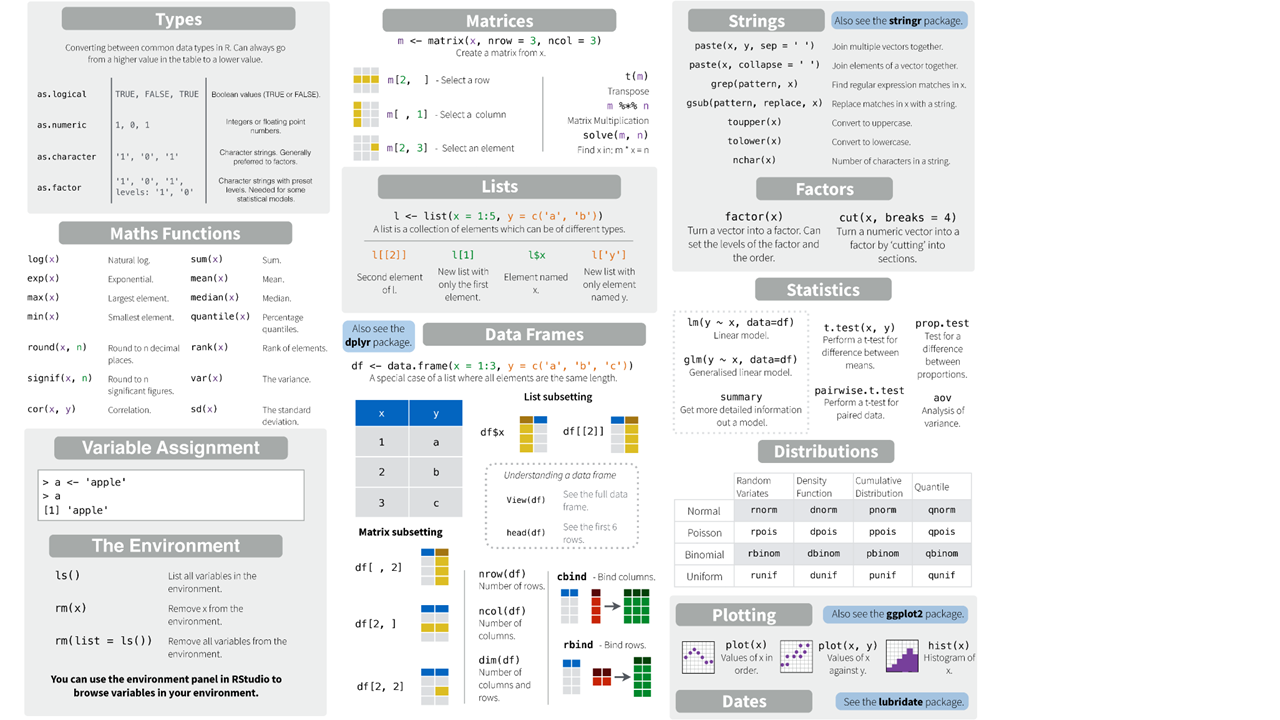 Types
Converting between common data types in R. Can always go
from a higher value in the table to a lower value.
as.logical TRUE, FALSE, TRUE Boolean values (TRUE or FALSE).
as.numeric 1, 0, 1 Integers or floating point
numbers.
as.character '1', '0', '1' Character strings. Generally
preferred to factors.
as.factor '1', '0', '1',
levels: '1', '0'
Character strings with preset
levels. Needed for some
statistical models.
Maths Functions
log(x) Natural log. sum(x) Sum.
exp(x) Exponential. mean(x) Mean.
max(x) Largest element. median(x) Median.
min(x) Smallest element. quantile(x) Percentage
quantiles.
round(x, n) Round to n decimal
places.
rank(x) Rank of elements.
signif(x, n) Round to n
significant figures.
var(x) The variance.
cor(x, y) Correlation. sd(x) The standard
deviation.
Variable Assignment
> a <- 'apple'
> a
[1] 'apple'
The Environment
ls() List all variables in the
environment.
rm(x) Remove x from the
environment.
rm(list = ls()) Remove all variables from the
environment.
You can use the environment panel in RStudio to
browse variables in your environment.
Matrices
m <- matrix(x, nrow = 3, ncol = 3)
Create a matrix from x.
m[2, ] - Select a row
m[ , 1] - Select a column
m[2, 3] - Select an element
t(m)
Transpose
m %*% n
Matrix Multiplication
solve(m, n)
Find x in: m * x = n
Lists
l <- list(x = 1:5, y = c('a', 'b'))
A list is a collection of elements which can be of different types.
l[[2]]
Second element
of l.
l[1]
New list with
only the first
element.
l$x
Element named
x.
l['y']
New list with
only element
named y.
Also see the
dplyr package.
Data Frames
df <- data.frame(x = 1:3, y = c('a', 'b', 'c'))
A special case of a list where all elements are the same length.
x y
1 a
2 b
3 c
List subsetting
df$x
df[[2]]
Understanding a data frame
View(df) See the full data
frame.
head(df) See the first 6
rows.
Matrix subsetting
df[ , 2]
df[2, ]
df[2, 2]
nrow(df)
Number of rows.
ncol(df)
Number of
columns.
dim(df)
Number of
columns and
rows.
cbind - Bind columns.
rbind - Bind rows.
Strings
Also see the stringr package.
paste(x, y, sep = ' ') Join multiple vectors together.
paste(x, collapse = ' ') Join elements of a vector together.
grep(pattern, x) Find regular expression matches in x.
gsub(pattern, replace, x) Replace matches in x with a string.
toupper(x) Convert to uppercase.
tolower(x) Convert to lowercase.
nchar(x) Number of characters in a string.
Factors
factor(x)
Turn a vector into a factor. Can
set the levels of the factor and
the order.
cut(x, breaks = 4)
Turn a numeric vector into a
factor by 'cutting' into
sections.
Statistics
lm(y ~ x, data=df)
Linear model.
glm(y ~ x, data=df)
Generalised linear model.
summary
Get more detailed information
out a model.
t.test(x, y)
Perform a t-test for
difference between
means.
pairwise.t.test
Perform a t-test for
paired data.
prop.test
Test for a
difference
between
proportions.
aov
Analysis of
variance.
Distributions
Random
Variates
Density
Function
Cumulative
Distribution
Quantile
Normal rnorm dnorm pnorm qnorm
Poisson rpois dpois ppois qpois
Binomial rbinom dbinom pbinom qbinom
Uniform runif dunif punif qunif
Plotting
Also see the ggplot2 package.
plot(x)
Values of x in
order.
plot(x, y)
Values of x
against y.
hist(x)
Histogram of
x.
Dates
See the lubridate package.